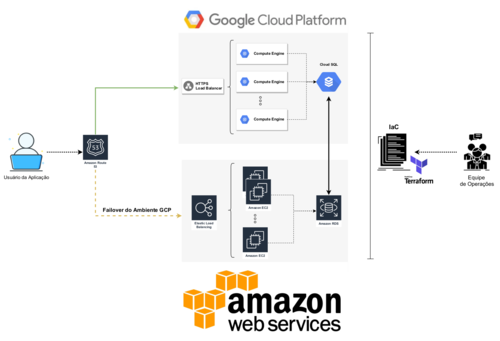 Google Cloud Platform
Compute Engine
Cloud SQL
HTTPS
Load Balancer
Compute Engine
Compute Engine
IaC
53
Amazon Route
53
Usuário da Aplicação
Terraform
Equipe
de Operações
Failover do Ambiente GCP
Amazon EC2
Elastic Load
Balancing
Amazon RDS
Amazon EC2
amazon
web services